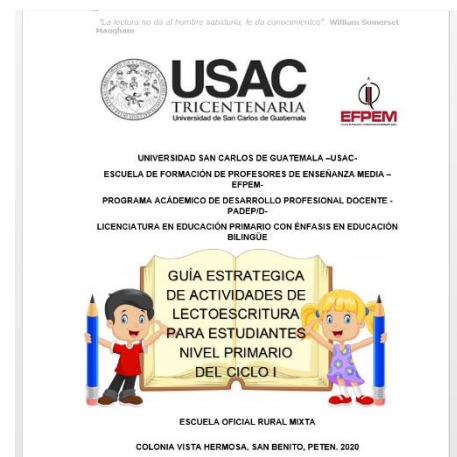 "La lectura no da al hombre sabiduría; le da conocimientos". William Somerset
Maugham
USAC
TRICENTENARIA
Universidad de San Carlos de Guatemala
EFPEM
UNIVERSIDAD SAN CARLOS DE GUATEMALA –USAC-
ESCUELA DE FORMACIÓN DE PROFESORES DE ENSEÑANZA MEDIA –
EFPEM-
PROGRAMA ACÁDEMICO DE DESARROLLO PROFESIONAL DOCENTE -
PADEP/D-
LICENCIATURA EN EDUCACIÓN PRIMARIO CON ÉNFASIS EN EDUCACIÓN
BILINGÜE
GUÍA ESTRATEGICA
DE ACTIVIDADES DE
LECTOESCRITURA
PARA ESTUDIANTES
NIVEL PRIMARIO
DEL CICLO I
ESCUELA OFICIAL RURAL MIXTA
COLONIA VISTA HERMOSA, SAN BENITO, PETEN. 2020